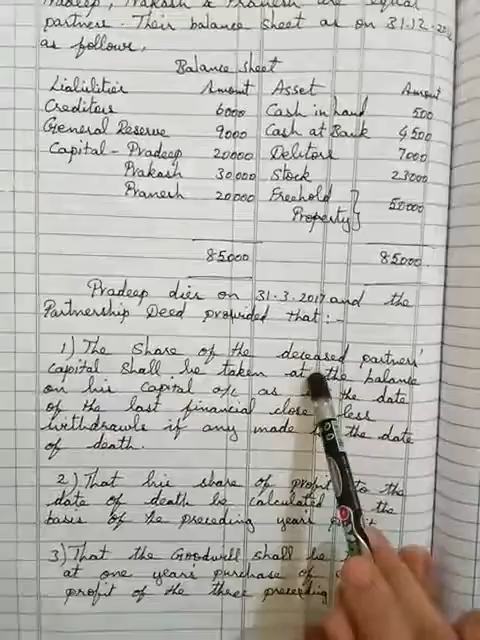 Pradeep, Prakash & Pranesh are equal
partners. Their balance sheet as on 31.12.
as follows.
Balance sheet
Liabilities Amount Asset Amount
Creditors 6000 Cash in hand 500
General Reserve 9000 Cash at Bank 4,500
Capital - Pradeep 20000 Debtors 7000
Prakash 30000 Stock 23000
Pranesh 20000 Freehold Property 50000
85000 85000
Pradeep dies on 31.3.2017 and the
Partnership Deed provided that :-
1) The share of the deceased partners'
capital shall be taken at the balance
on his capital a/c as the date
of the last financial close less
withdrawls if any made the date
of death.
2) That his share of profit to the
date of death be calculated the
basis of the preceding years
3) That the Goodwill shall be
at one years purchase of
profit of the three preceding